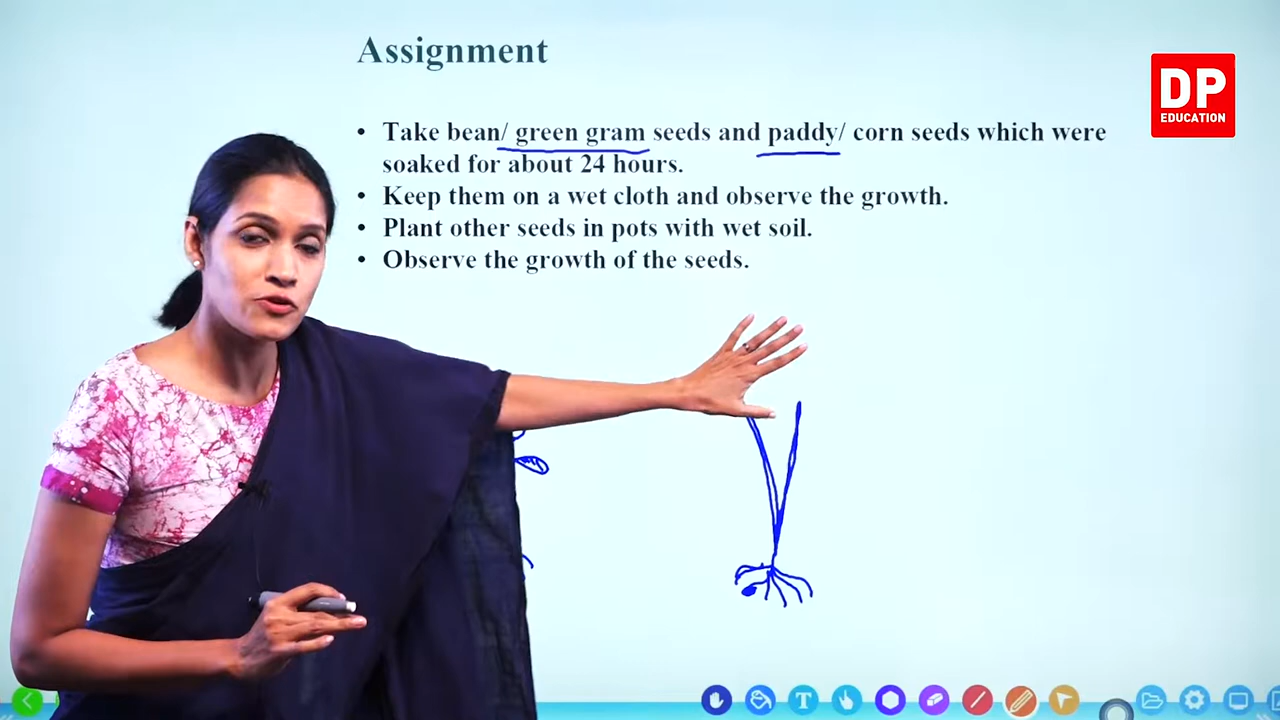 Assignment
DP
EDUCATION
• Take bean/ green gram seeds and paddy/ corn seeds which were
soaked for about 24 hours.
• Keep them on a wet cloth and observe the growth.
• Plant other seeds in pots with wet soil.
• Observe the growth of the seeds.
T